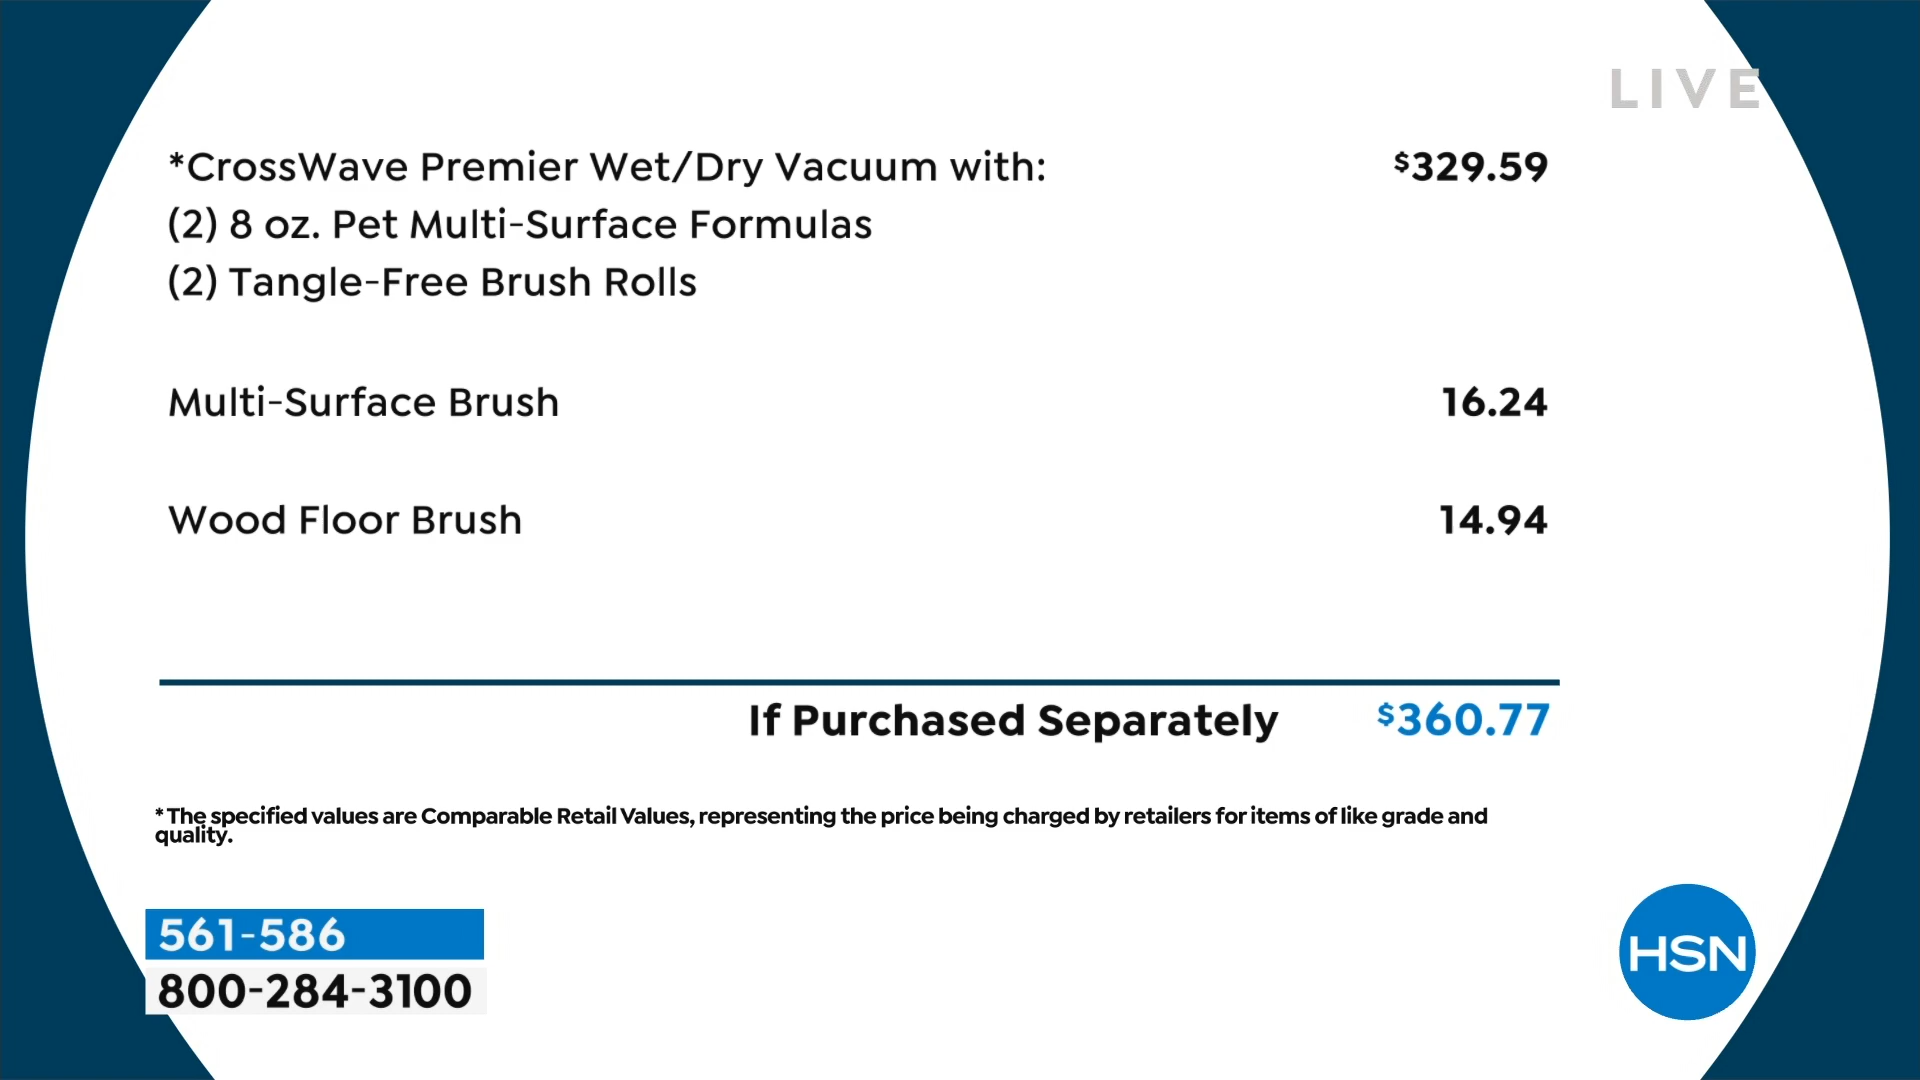 LIVE
*CrossWave Premier Wet/Dry Vacuum with: $329.59
(2) 8 oz. Pet Multi-Surface Formulas
(2) Tangle-Free Brush Rolls
Multi-Surface Brush 16.24
Wood Floor Brush 14.94
If Purchased Separately $360.77
* The specified values are Comparable Retail Values, representing the price being charged by retailers for items of like grade and
quality.
561-586
800-284-3100
HSN